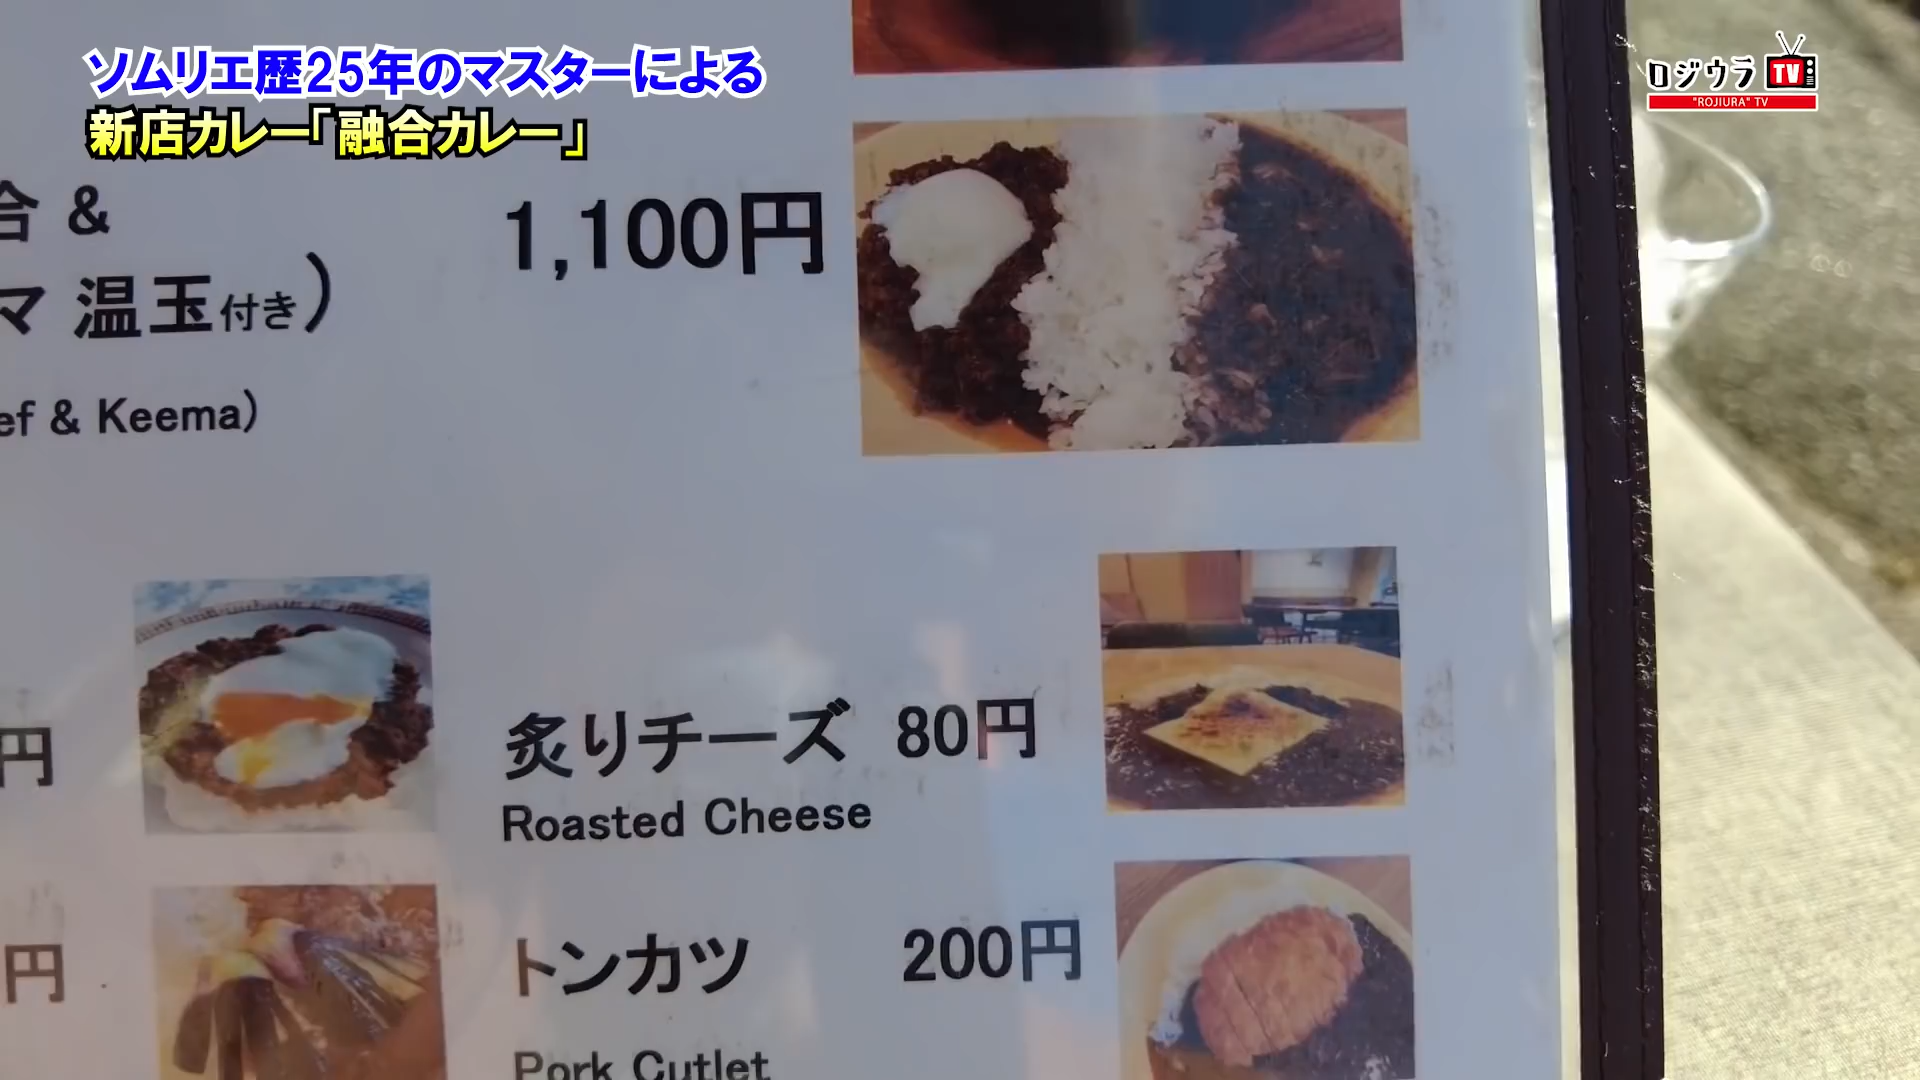 ソムリエ歴25年のマスターによる
新店カレー「融合カレー」
ロジウラ TV
"ROJIURA" TV
合 &
1,100円
マ 温玉付き)
ef & Keema)
円
炙りチーズ 80円
Roasted Cheese
円
トンカツ 200円
Pork Cutlet